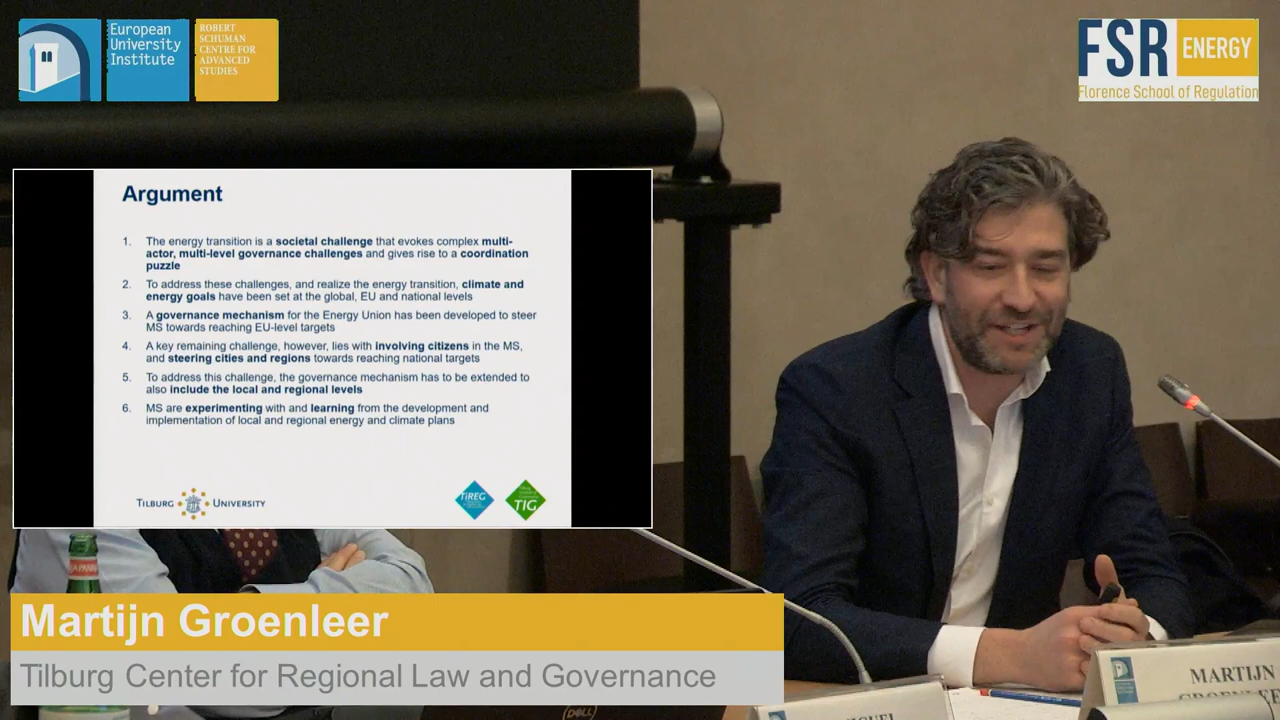 European
University
Institute
ROBERT
SCHUMAN
CENTRE FOR
ADVANCED
STUDIES
FSR ENERGY
Florence School of Regulation
Argument
1. The energy transition is a societal challenge that evokes complex multi-
actor, multi-level governance challenges and gives rise to a coordination
puzzle
2. To address these challenges, and realize the energy transition, climate and
energy goals have been set at the global, EU and national levels
3. A governance mechanism for the Energy Union has been developed to steer
MS towards reaching EU-level targets
4. A key remaining challenge, however, lies with involving citizens in the MS,
and steering cities and regions towards reaching national targets
5. To address this challenge, the governance mechanism has to be extended to
also include the local and regional levels
6. MS are experimenting with and learning from the development and
implementation of local and regional energy and climate plans
TILBURG UNIVERSITY
TiREG
TIG
Martijn Groenleer
Tilburg Center for Regional Law and Governance
MARTIJN
DELL